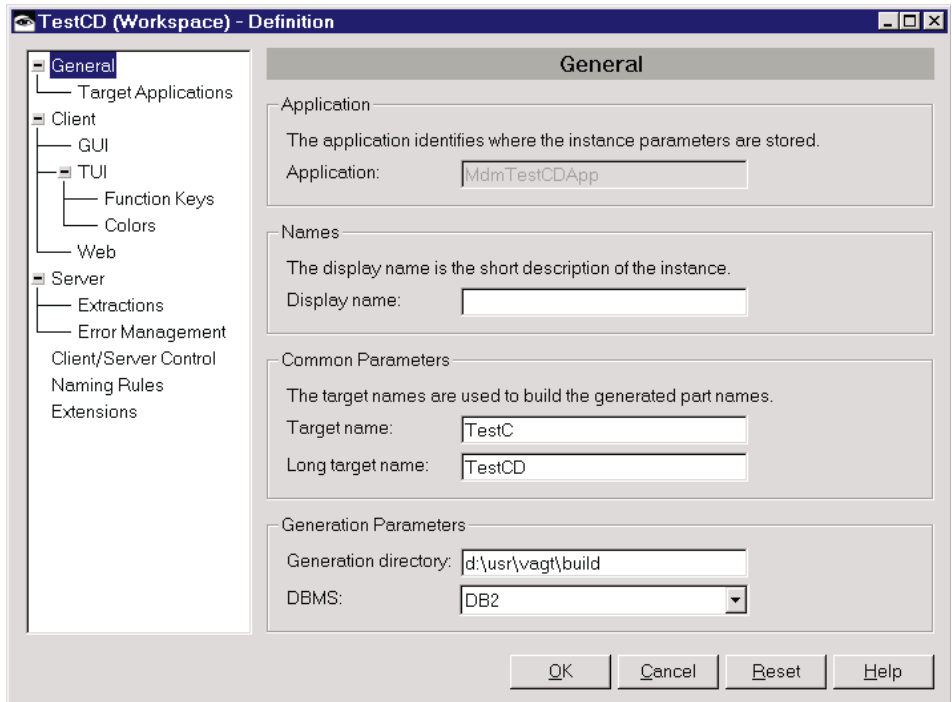 TestCD (Workspace) - Definition
General
Target Applications
Client
GUI
TUI
Function Keys
Colors
Web
Server
Extractions
Error Management
Client/Server Control
Naming Rules
Extensions
General
Application
The application identifies where the instance parameters are stored.
Application: MdmTestCDApp
Names
The display name is the short description of the instance.
Display name:
Common Parameters
The target names are used to build the generated part names.
Target name: TestC
Long target name: TestCD
Generation Parameters
Generation directory: d:\usr\vagt\build
DBMS: DB2
OK Cancel Reset Help